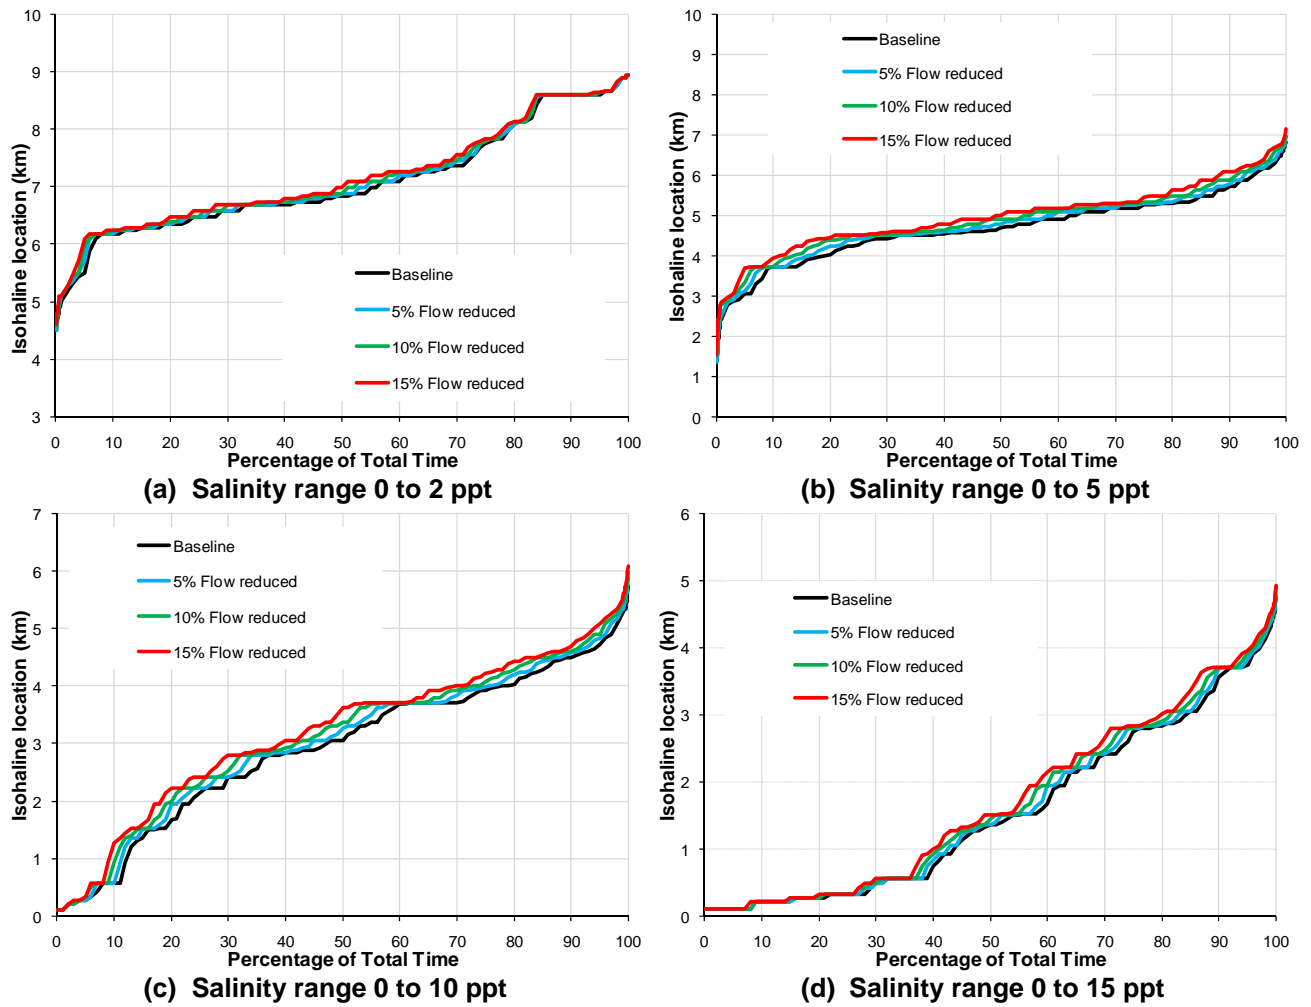 10
9
8
7
6
5
4
3
Isohaline location (km)
Baseline
5% Flow reduced
10% Flow reduced
15% Flow reduced
0 10 20 30 40 50 60 70 80 90 100
Percentage of Total Time
(a) Salinity range 0 to 2 ppt
10
9
8
7
6
5
4
3
2
1
0
Isohaline location (km)
Baseline
5% Flow reduced
10% Flow reduced
15% Flow reduced
0 10 20 30 40 50 60 70 80 90 100
Percentage of Total Time
(b) Salinity range 0 to 5 ppt
7
6
5
4
3
2
1
0
Isohaline location (km)
Baseline
5% Flow reduced
10% Flow reduced
15% Flow reduced
0 10 20 30 40 50 60 70 80 90 100
Percentage of Total Time
(c) Salinity range 0 to 10 ppt
6
5
4
3
2
1
0
Isohaline location (km)
Baseline
5% Flow reduced
10% Flow reduced
15% Flow reduced
0 10 20 30 40 50 60 70 80 90 100
Percentage of Total Time
(d) Salinity range 0 to 15 ppt